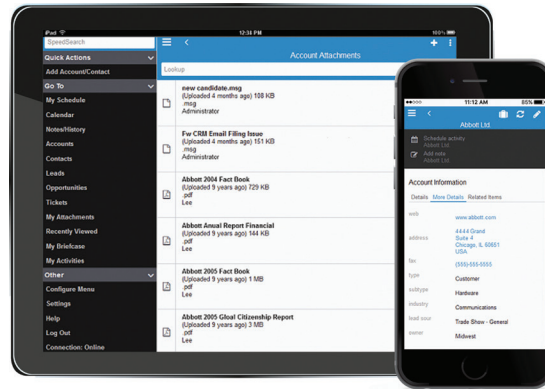 iPad
12:34 PM
100%
SpeedSearch
Quick Actions
Add Account/Contact
Go To
My Schedule
Calendar
Notes/History
Accounts
Contacts
Leads
Opportunities
Tickets
My Attachments
Recently Viewed
My Briefcase
My Activities
Other
Configure Menu
Settings
Help
Log Out
Connection: Online
Account Attachments
Lookup
new candidate.msg
(Uploaded 4 months ago) 108 KB
.msg
Administrator
Fw CRM Email Filing Issue
(Uploaded 4 months ago) 151 KB
.msg
Administrator
Abbott 2004 Fact Book
(Uploaded 9 years ago) 729 KB
.pdf
Lee
Abbott Anual Report Financial
(Uploaded 9 years ago) 144 KB
.pdf
Lee
Abbott 2005 Fact Book
(Uploaded 9 years ago) 1 MB
.pdf
Lee
Abbott 2005 Gloal Citizenship Report
(Uploaded 9 years ago) 3 MB
.pdf
Lee
11:12 AM
85%
Abbott Ltd
Schedule activity
Abbott Ltd
Add note
Abbott Ltd
Account Information
Details More Details Related Items
web www.abbott.com
address 4444 Grand
Suite 4
Chicago, IL 60651
USA
fax (555)-555-5555
type Customer
subtype Hardware
industry Communications
lead sour Trade Show - General
owner Midwest